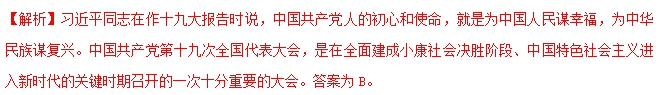 【解析】习近平同志在作十九大报告时说，中国共产党人的初心和使命，就是为中国人民谋幸福，为中华
民族谋复兴。中国共产党第十九次全国代表大会，是在全面建成小康社会决胜阶段、中国特色社会主义进
入新时代的关键时期召开的一次十分重要的大会。答案为 B。